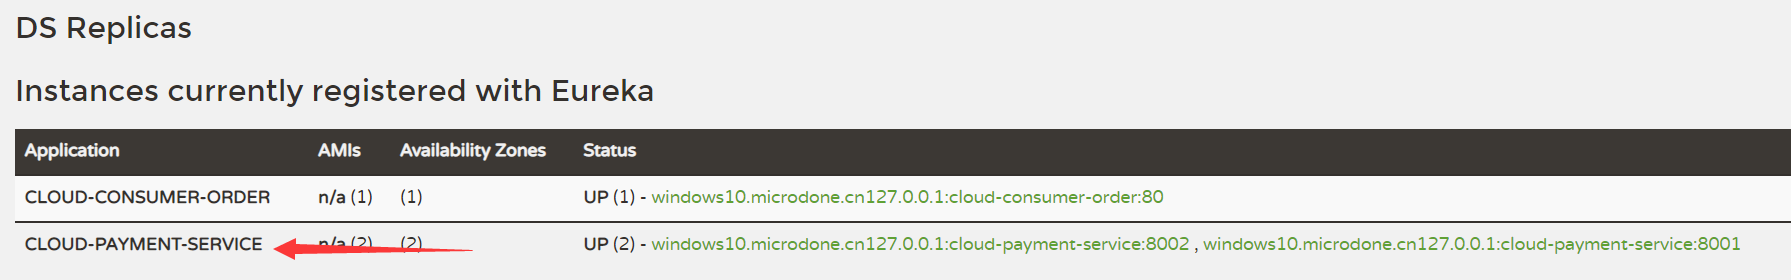 DS Replicas
Instances currently registered with Eureka
Application AMIs Availability Zones Status
CLOUD-CONSUMER-ORDER n/a (1) (1) UP (1) - windows10.microdone.cn127.0.0.1:cloud-consumer-order:80
CLOUD-PAYMENT-SERVICE n/a (2) (2) UP (2) - windows10.microdone.cn127.0.0.1:cloud-payment-service:8002 , windows10.microdone.cn127.0.0.1:cloud-payment-service:8001